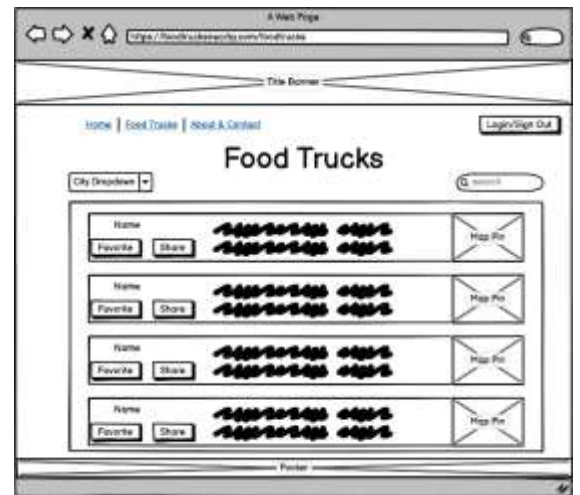 A Web Page
Title Banner
Home | Food Trucks | About & Contact
Login/Sign Out
Food Trucks
City Dropdown
search
Name
Favorite Share
Map Pin
Name
Favorite Share
Map Pin
Name
Favorite Share
Map Pin
Name
Favorite Share
Map Pin
Footer